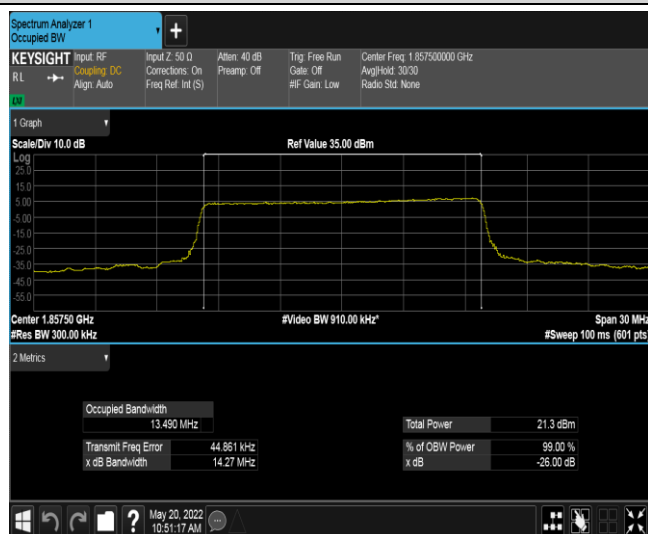 Spectrum Analyzer 1
Occupied BW
KEYSIGHT
Input: RF
Coupling: DC
Align: Auto
Input Z: 50 Ω
Corrections: On
Freq Ref: Int (S)
Atten: 40 dB
Preamp: Off
Trig: Free Run
Gate: Off
#IF Gain: Low
Center Freq: 1.857500000 GHz
Avg|Hold: 30/30
Radio Std: None
R L
LXI
1 Graph
Scale/Div 10.0 dB
Ref Value 35.00 dBm
Log
25.0
15.0
5.00
-5.00
-15.0
-25.0
-35.0
-45.0
-55.0
Center 1.85750 GHz
#Video BW 910.00 kHz*
Span 30 MHz
#Res BW 300.00 kHz
#Sweep 100 ms (601 pts)
2 Metrics
Occupied Bandwidth
13.490 MHz
Total Power 21.3 dBm
Transmit Freq Error 44.861 kHz
% of OBW Power 99.00 %
x dB Bandwidth 14.27 MHz
x dB -26.00 dB
?
May 20, 2022
10:51:17 AM